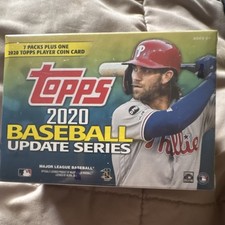 7 PACKS PLUS ONE
2020 TOPPS PLAYER COIN CARD
TOPPS
2020
BASEBALL
UPDATE SERIES
MAJOR LEAGUE BASEBALL
Phillies